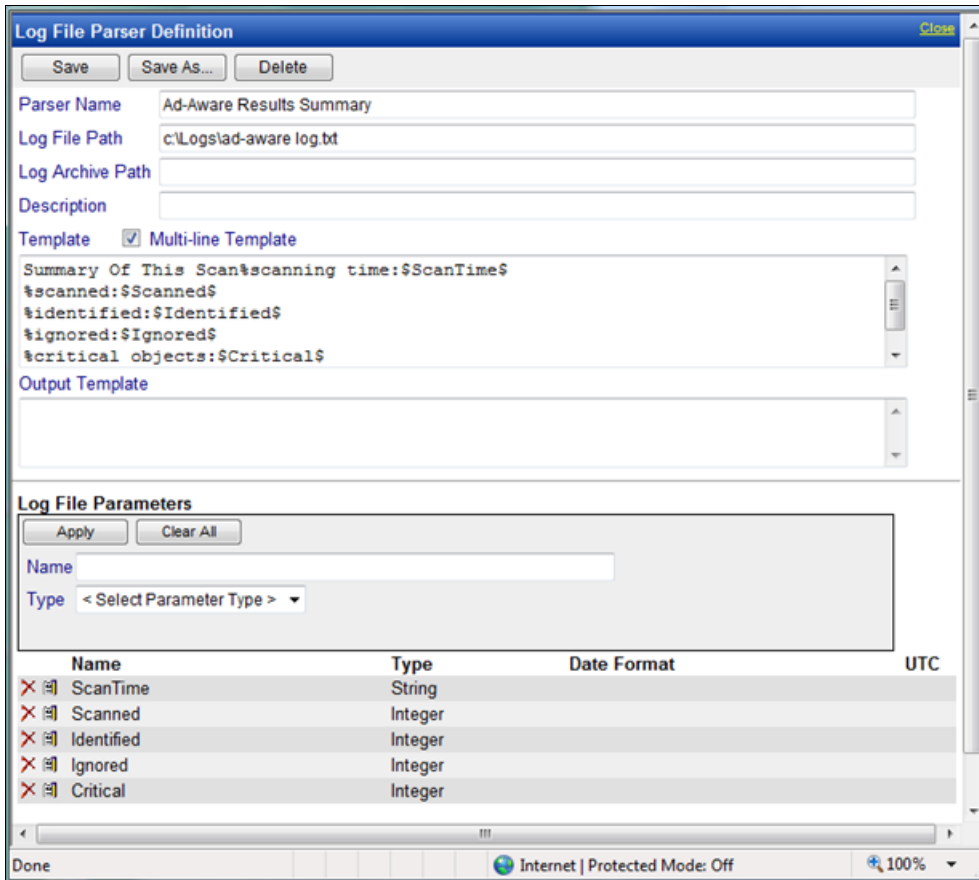 Log File Parser Definition Close
Save Save As... Delete
Parser Name Ad-Aware Results Summary
Log File Path c:\Logs\ad-aware log.txt
Log Archive Path
Description
Template Multi-line Template
Summary Of This Scan%scanning time:$ScanTime$
%scanned:$Scanned$
%identified:$Identified$
%ignored:$Ignored$
%critical objects:$Critical$
Output Template
Log File Parameters
Apply Clear All
Name
Type < Select Parameter Type >
Name Type Date Format UTC
ScanTime String
Scanned Integer
Identified Integer
Ignored Integer
Critical Integer
Done Internet | Protected Mode: Off 100%